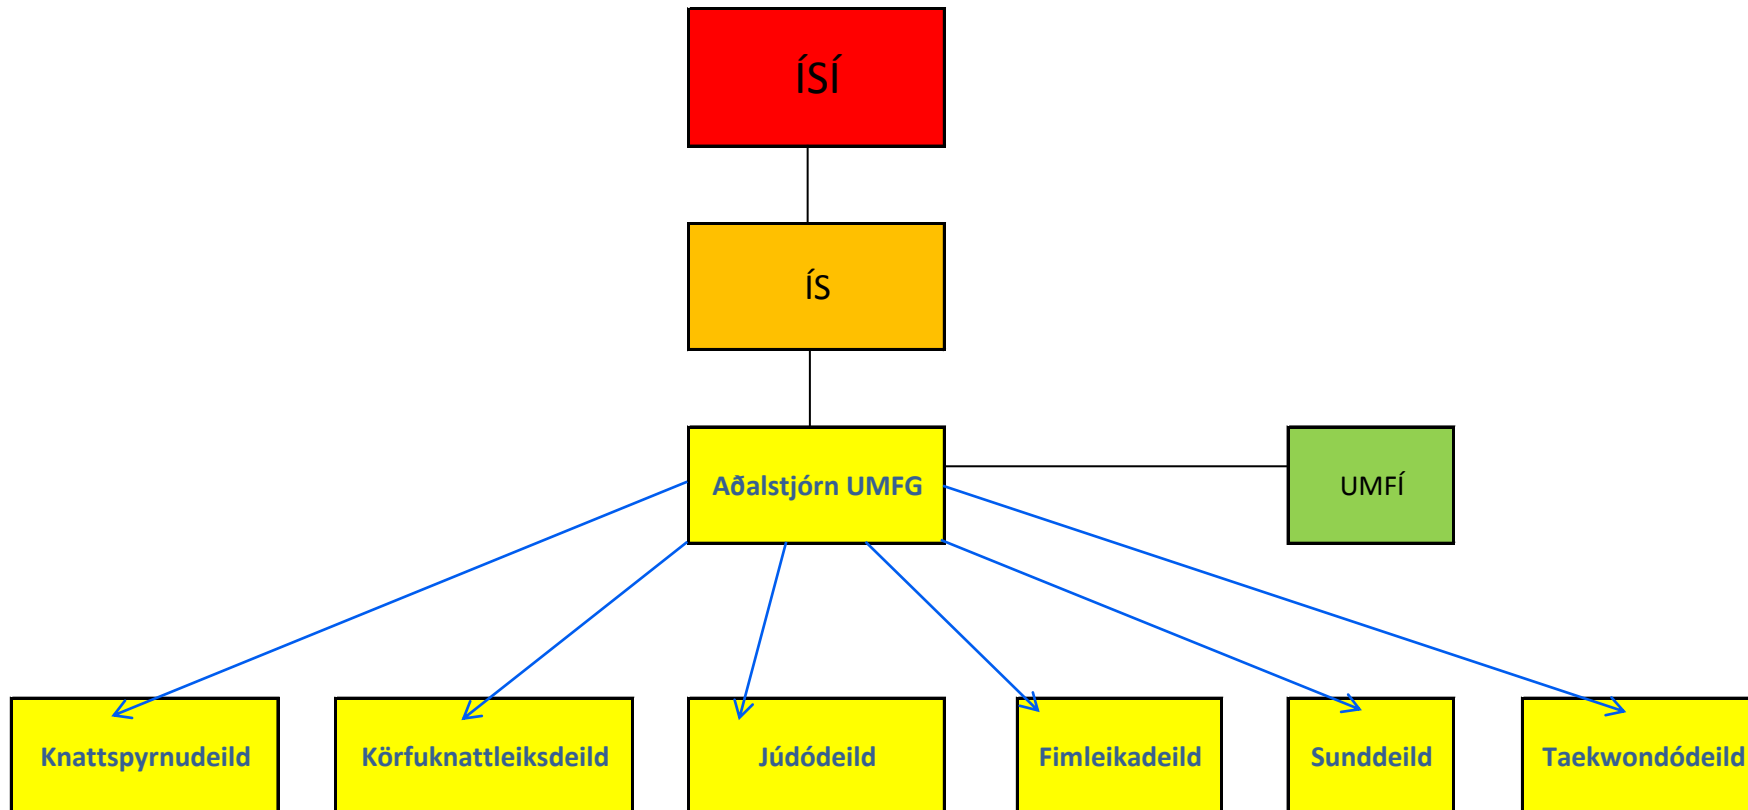 ÍSÍ
ÍS
Aðalstjórn UMFG
UMFÍ
Knattspyrnudeild
Körfuknattleiksdeild
Júdódeild
Fimleikadeild
Sunddeild
Taekwondódeild